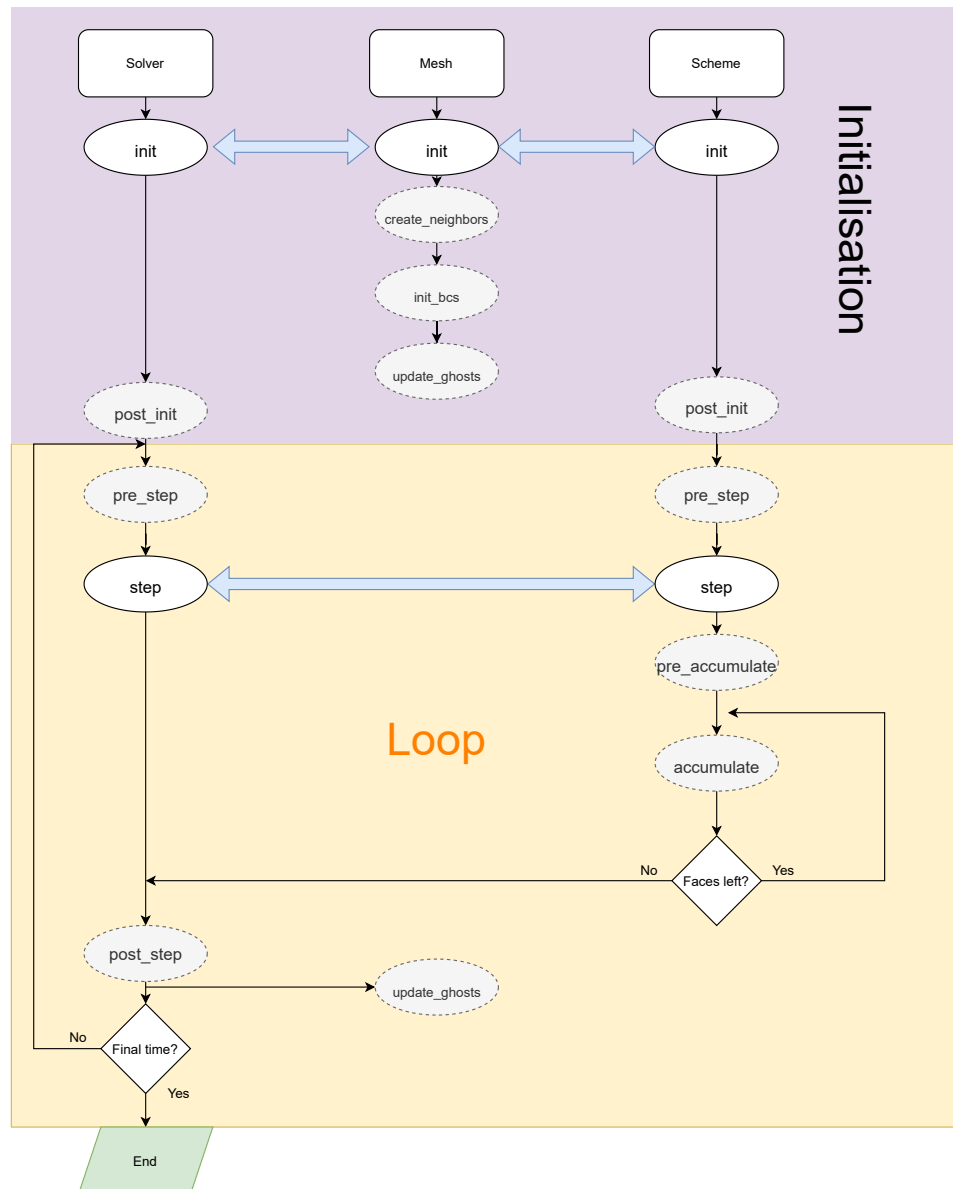 Solver
Mesh
Scheme
init
init
init
Initialisation
create_neighbors
init_bcs
update_ghosts
post_init
post_init
pre_step
pre_step
step
step
pre_accumulate
Loop
accumulate
No
Faces left?
Yes
post_step
update_ghosts
No
Final time?
Yes
End